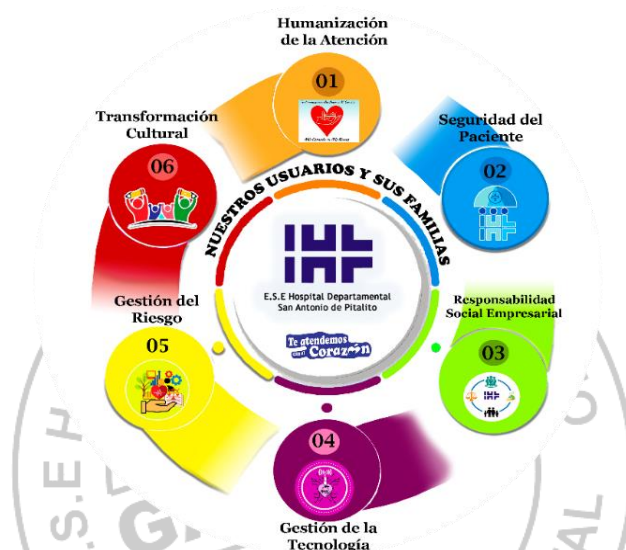 Humanización
de la Atención
01
Seguridad del
Paciente
02
Responsabilidad
Social Empresarial
03
04
Gestión de la
Tecnología
Gestión del
Riesgo
05
Transformación
Cultural
06
NUESTROS USUARIOS Y SUS FAMILIAS
E.S.E Hospital Departamental
San Antonio de Pitalito
Te atendemos
con el Corazón
S.E H
AL